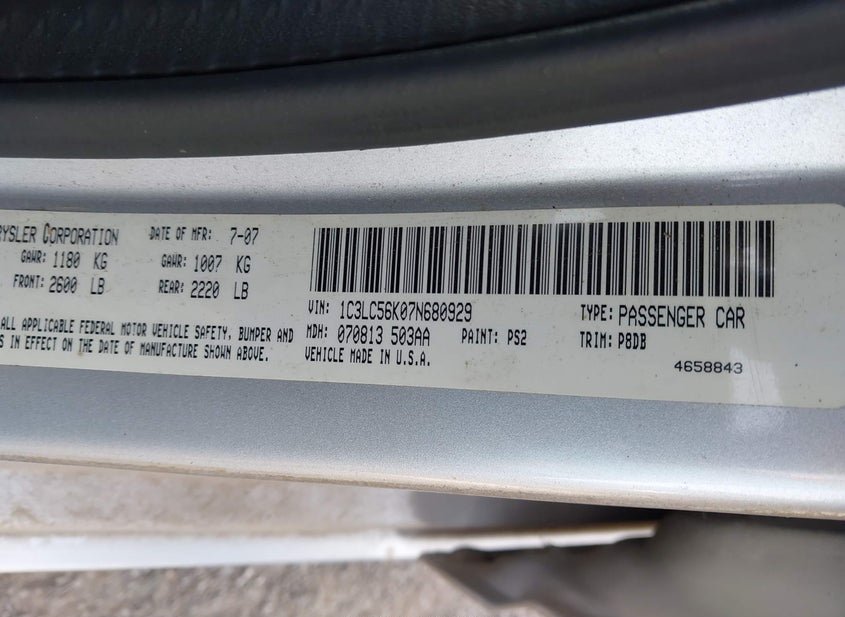 RYSLER CORPORATION DATE OF MFR: 7-07
GAWR: 1180 KG GAWR: 1007 KG
FRONT: 2600 LB REAR: 2220 LB
ALL APPLICABLE FEDERAL MOTOR VEHICLE SAFETY, BUMPER AND
S IN EFFECT ON THE DATE OF MANUFACTURE SHOWN ABOVE.
VIN: 1C3LC56K07N680929 TYPE: PASSENGER CAR
MDH: 070813 503AA PAINT: PS2 TRIM: P8DB
VEHICLE MADE IN U.S.A. 4658843